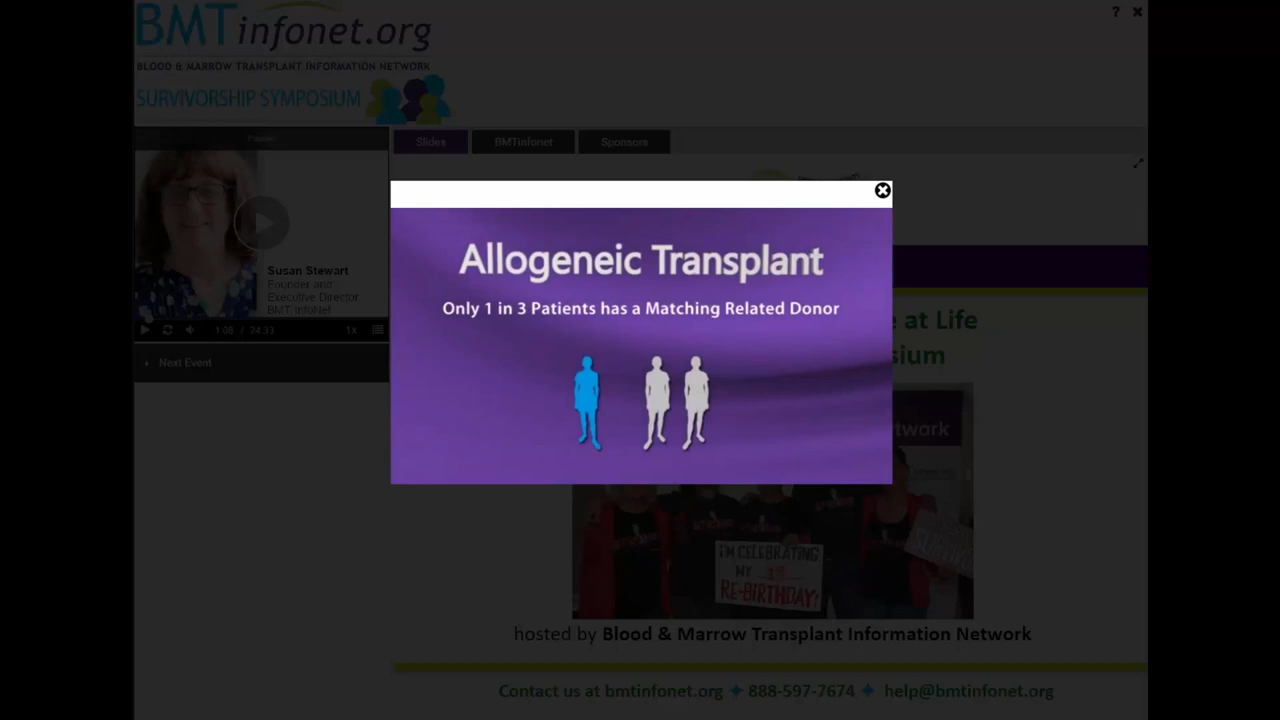 BMTinfonet.org
BLOOD & MARROW TRANSPLANT INFORMATION NETWORK
SURVIVORSHIP SYMPOSIUM
?
Slides
BMTinfonet
Sponsors
Susan Stewart
Founder and
Executive Director
BMT InfoNet
1:08 / 24:33
1x
Next Event
Allogeneic Transplant
Only 1 in 3 Patients has a Matching Related Donor
e at Life
sium
twork
I'M CELEBRATING
MY 1st
RE-BIRTHDAY!
hosted by Blood & Marrow Transplant Information Network
Contact us at bmtinfonet.org ✦ 888-597-7674 ✦ help@bmtinfonet.org